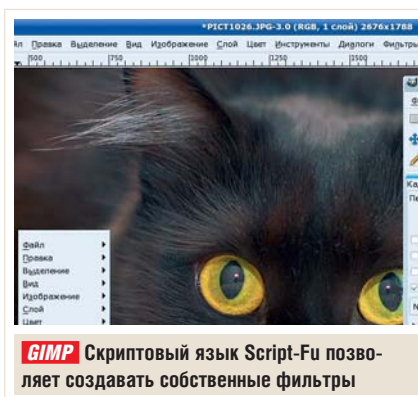 *PICT1026.JPG-3.0 (RGB, 1 слой) 2676x1788
Правка Выделение Вид Изображение Слой Цвет Инструменты Диалоги Фильтры
500 750 1000 1250 1500
Файл
Правка
Выделение
Вид
Изображение
Слой
Цвет
GIMP Скриптовый язык Script-Fu позво-
ляет создавать собственные фильтры